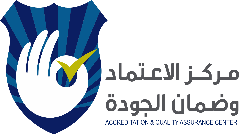 مركز الاعتماد
وضمان الجودة
ACCREDITATION & QUALITY ASSURANCE CENTER